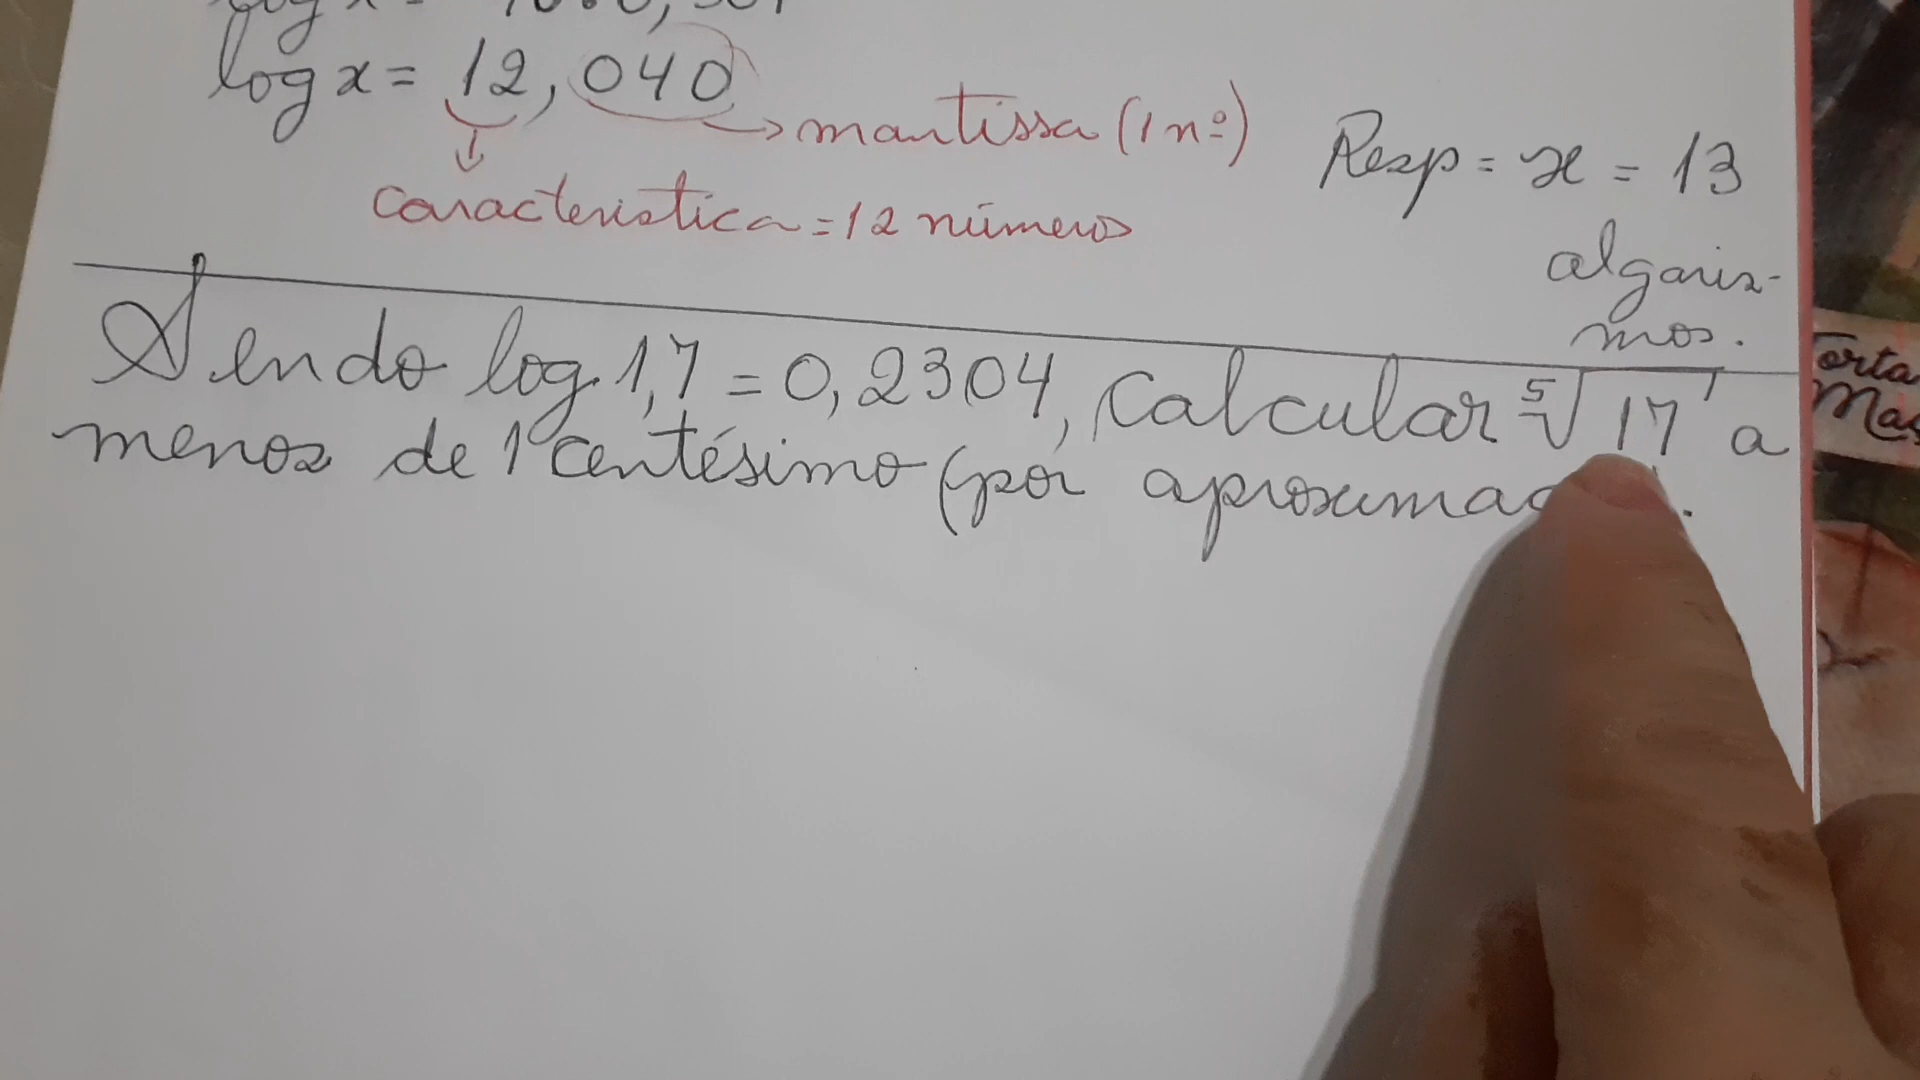 log x = 12,040
→ mantissa (1 nº)
Resp = x = 13
Característica = 12 números
algaris-
mos.
Sendo log 1,7 = 0,2304, Calcular ⁵√17 a
menos de 1 centésimo (por
Torta